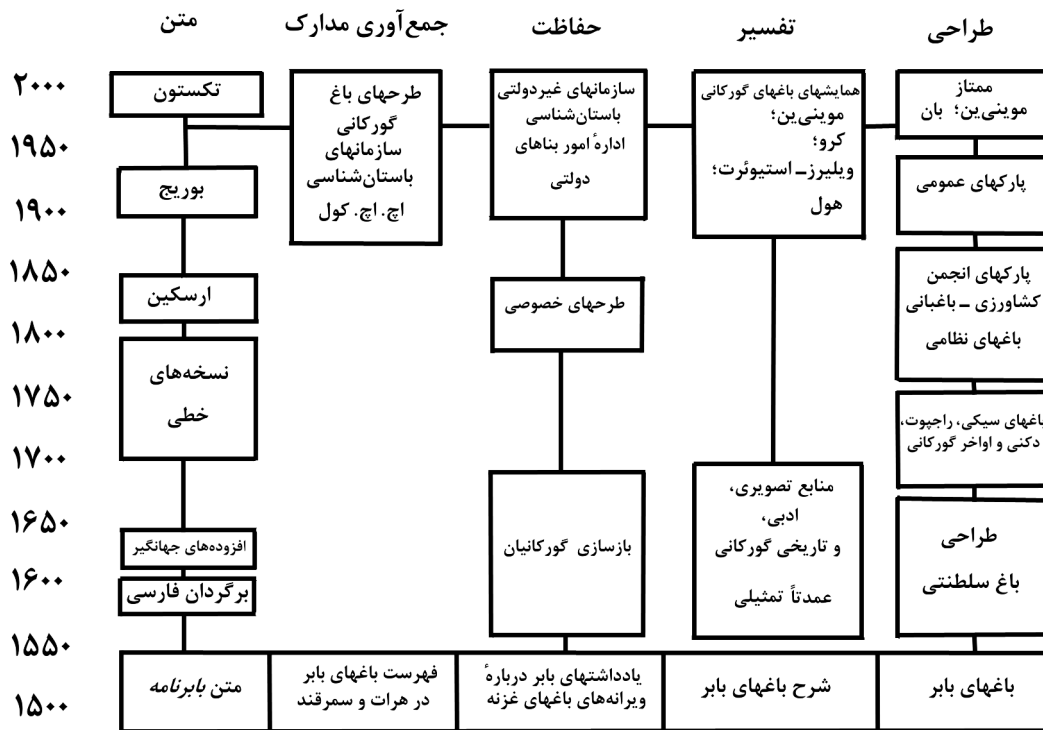 متن
جمع‌آوری مدارک
حفاظت
تفسیر
طراحی
۲۰۰۰
۱۹۵۰
۱۹۰۰
۱۸۵۰
۱۸۰۰
۱۷۵۰
۱۷۰۰
۱۶۵۰
۱۶۰۰
۱۵۵۰
۱۵۰۰
تکستون
بوریج
ارسکین
نسخه‌های
خطی
افزوده‌های جهانگیر
برگردان فارسی
متن بابرنامه
طرحهای باغ
گورکانی
سازمانهای
باستان‌شناسی
اچ. اچ. کول
فهرست باغهای بابر
در هرات و سمرقند
سازمانهای غیردولتی
باستان‌شناسی
ادارهٔ امور بناهای
دولتی
طرحهای خصوصی
بازسازی گورکانیان
یادداشتهای بابر دربارهٔ
ویرانه‌های باغهای غزنه
همایشهای باغهای گورکانی
موینی‌ین؛
کرو؛
ویلیرز ـ استیوئرت؛
هول
منابع تصویری،
ادبی،
و تاریخی گورکانی
عمدتاً تمثیلی
شرح باغهای بابر
ممتاز
موینی‌ین؛ بان
پارکهای عمومی
پارکهای انجمن
کشاورزی ـ باغبانی
باغهای نظامی
باغهای سیکی، راجپوت،
دکنی و اواخر گورکانی
طراحی
باغ سلطنتی
باغهای بابر